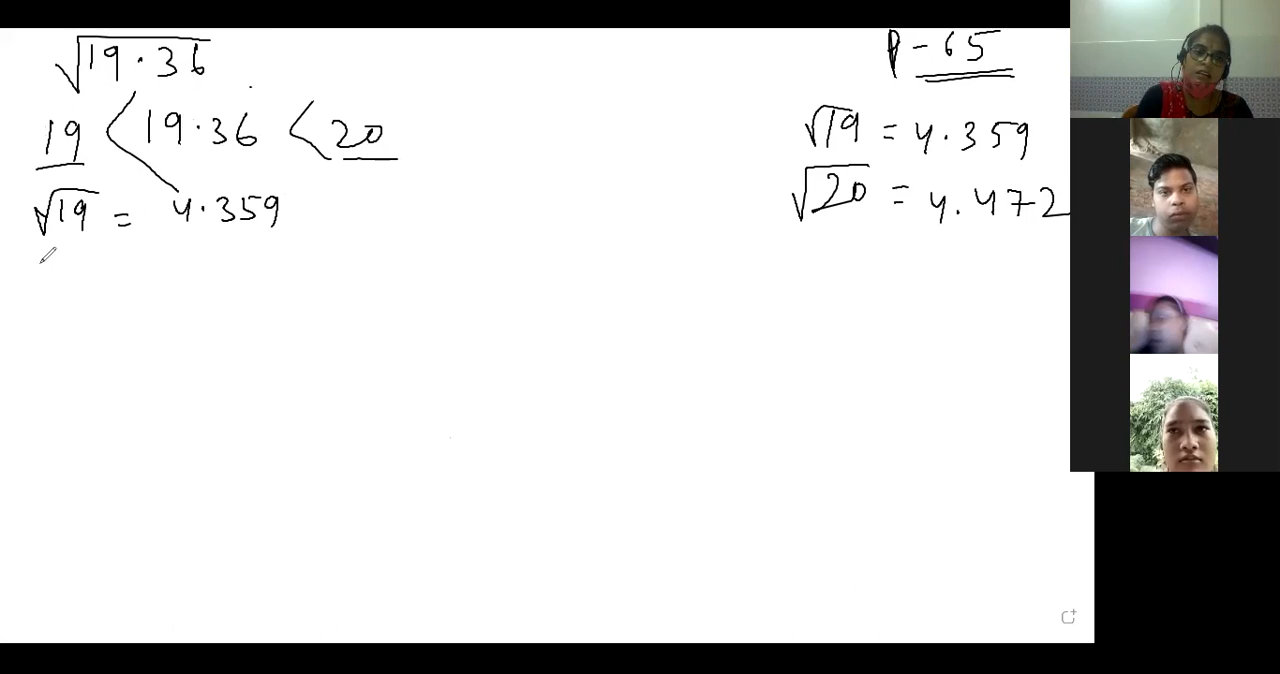 √19.36
P-65
19 < 19.36 < 20
√19 = 4.359
√20 = 4.472
√19 = 4.359